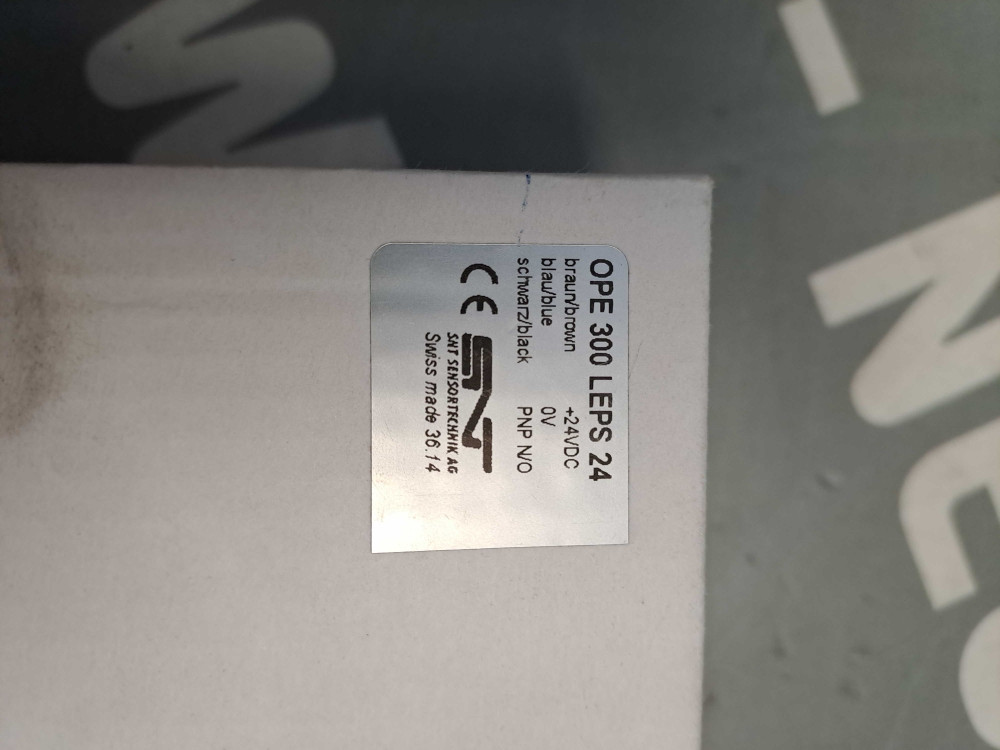 OPE 300 LEPS 24
braun/brown +24VDC
blau/blue 0V
schwarz/black PNP N/O
CE SNT
SNT SENSORTECHNIK AG
Swiss made 36.14